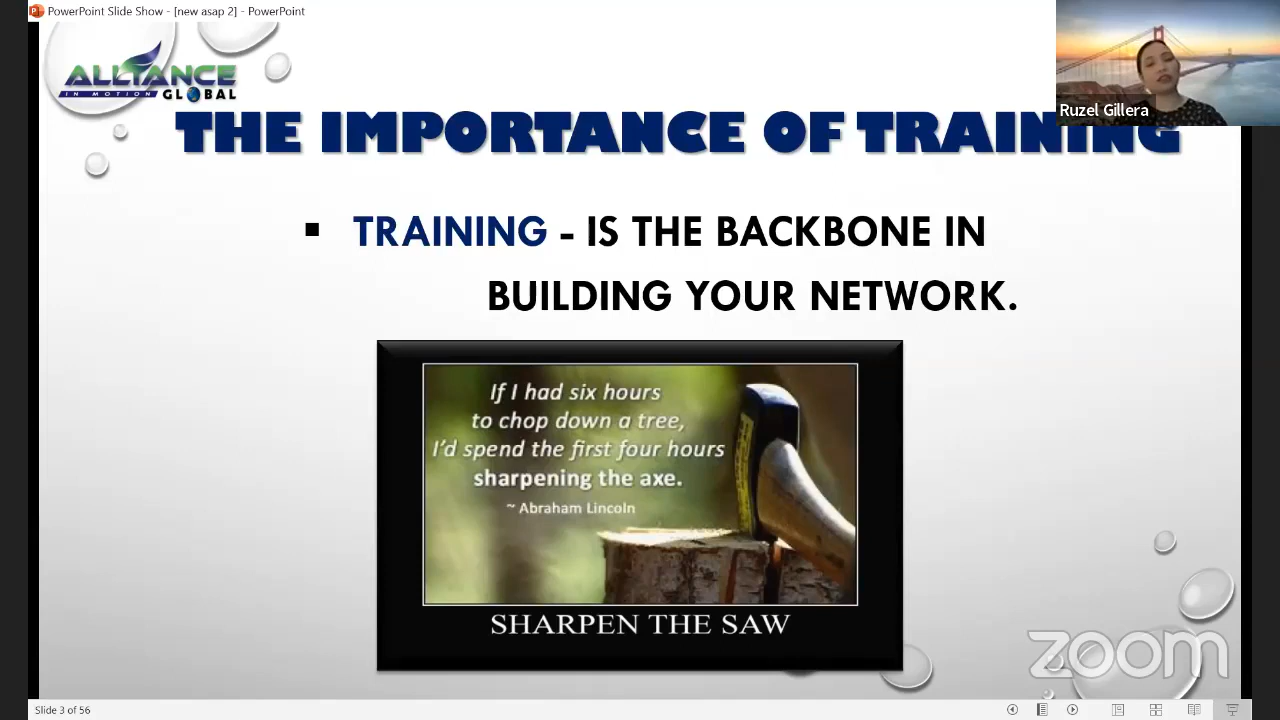 PowerPoint Slide Show - [new asap 2] - PowerPoint
ALLIANCE
IN MOTION GLOBAL
Ruzel Gillera
THE IMPORTANCE OF TRAINING
▪ TRAINING - IS THE BACKBONE IN
BUILDING YOUR NETWORK.
If I had six hours
to chop down a tree,
I'd spend the first four hours
sharpening the axe.
~ Abraham Lincoln
SHARPEN THE SAW
zoom
Slide 3 of 56